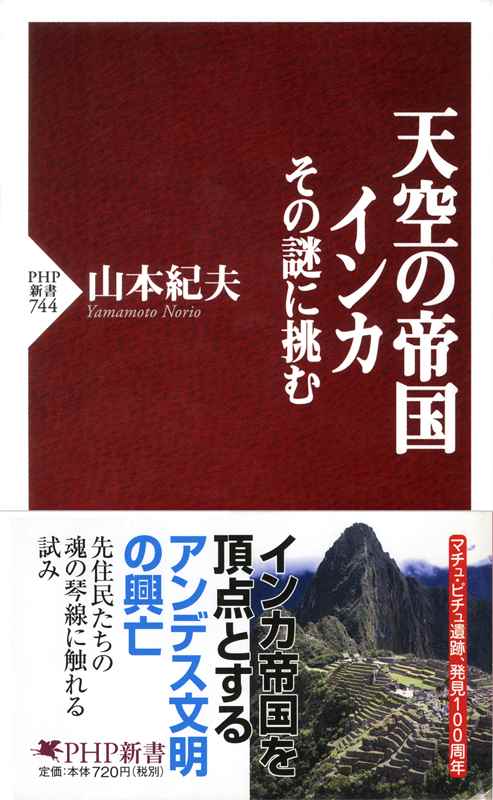 天空の帝国
インカ
その謎に挑む
山本紀夫
Yamamoto Norio
PHP
新書
744
マチュ・ピチュ遺跡、発見100周年
インカ帝国を
頂点とする
アンデス文明
の興亡
先住民たちの
魂の琴線に触れる
試み
PHP新書
定価:本体720円(税別)